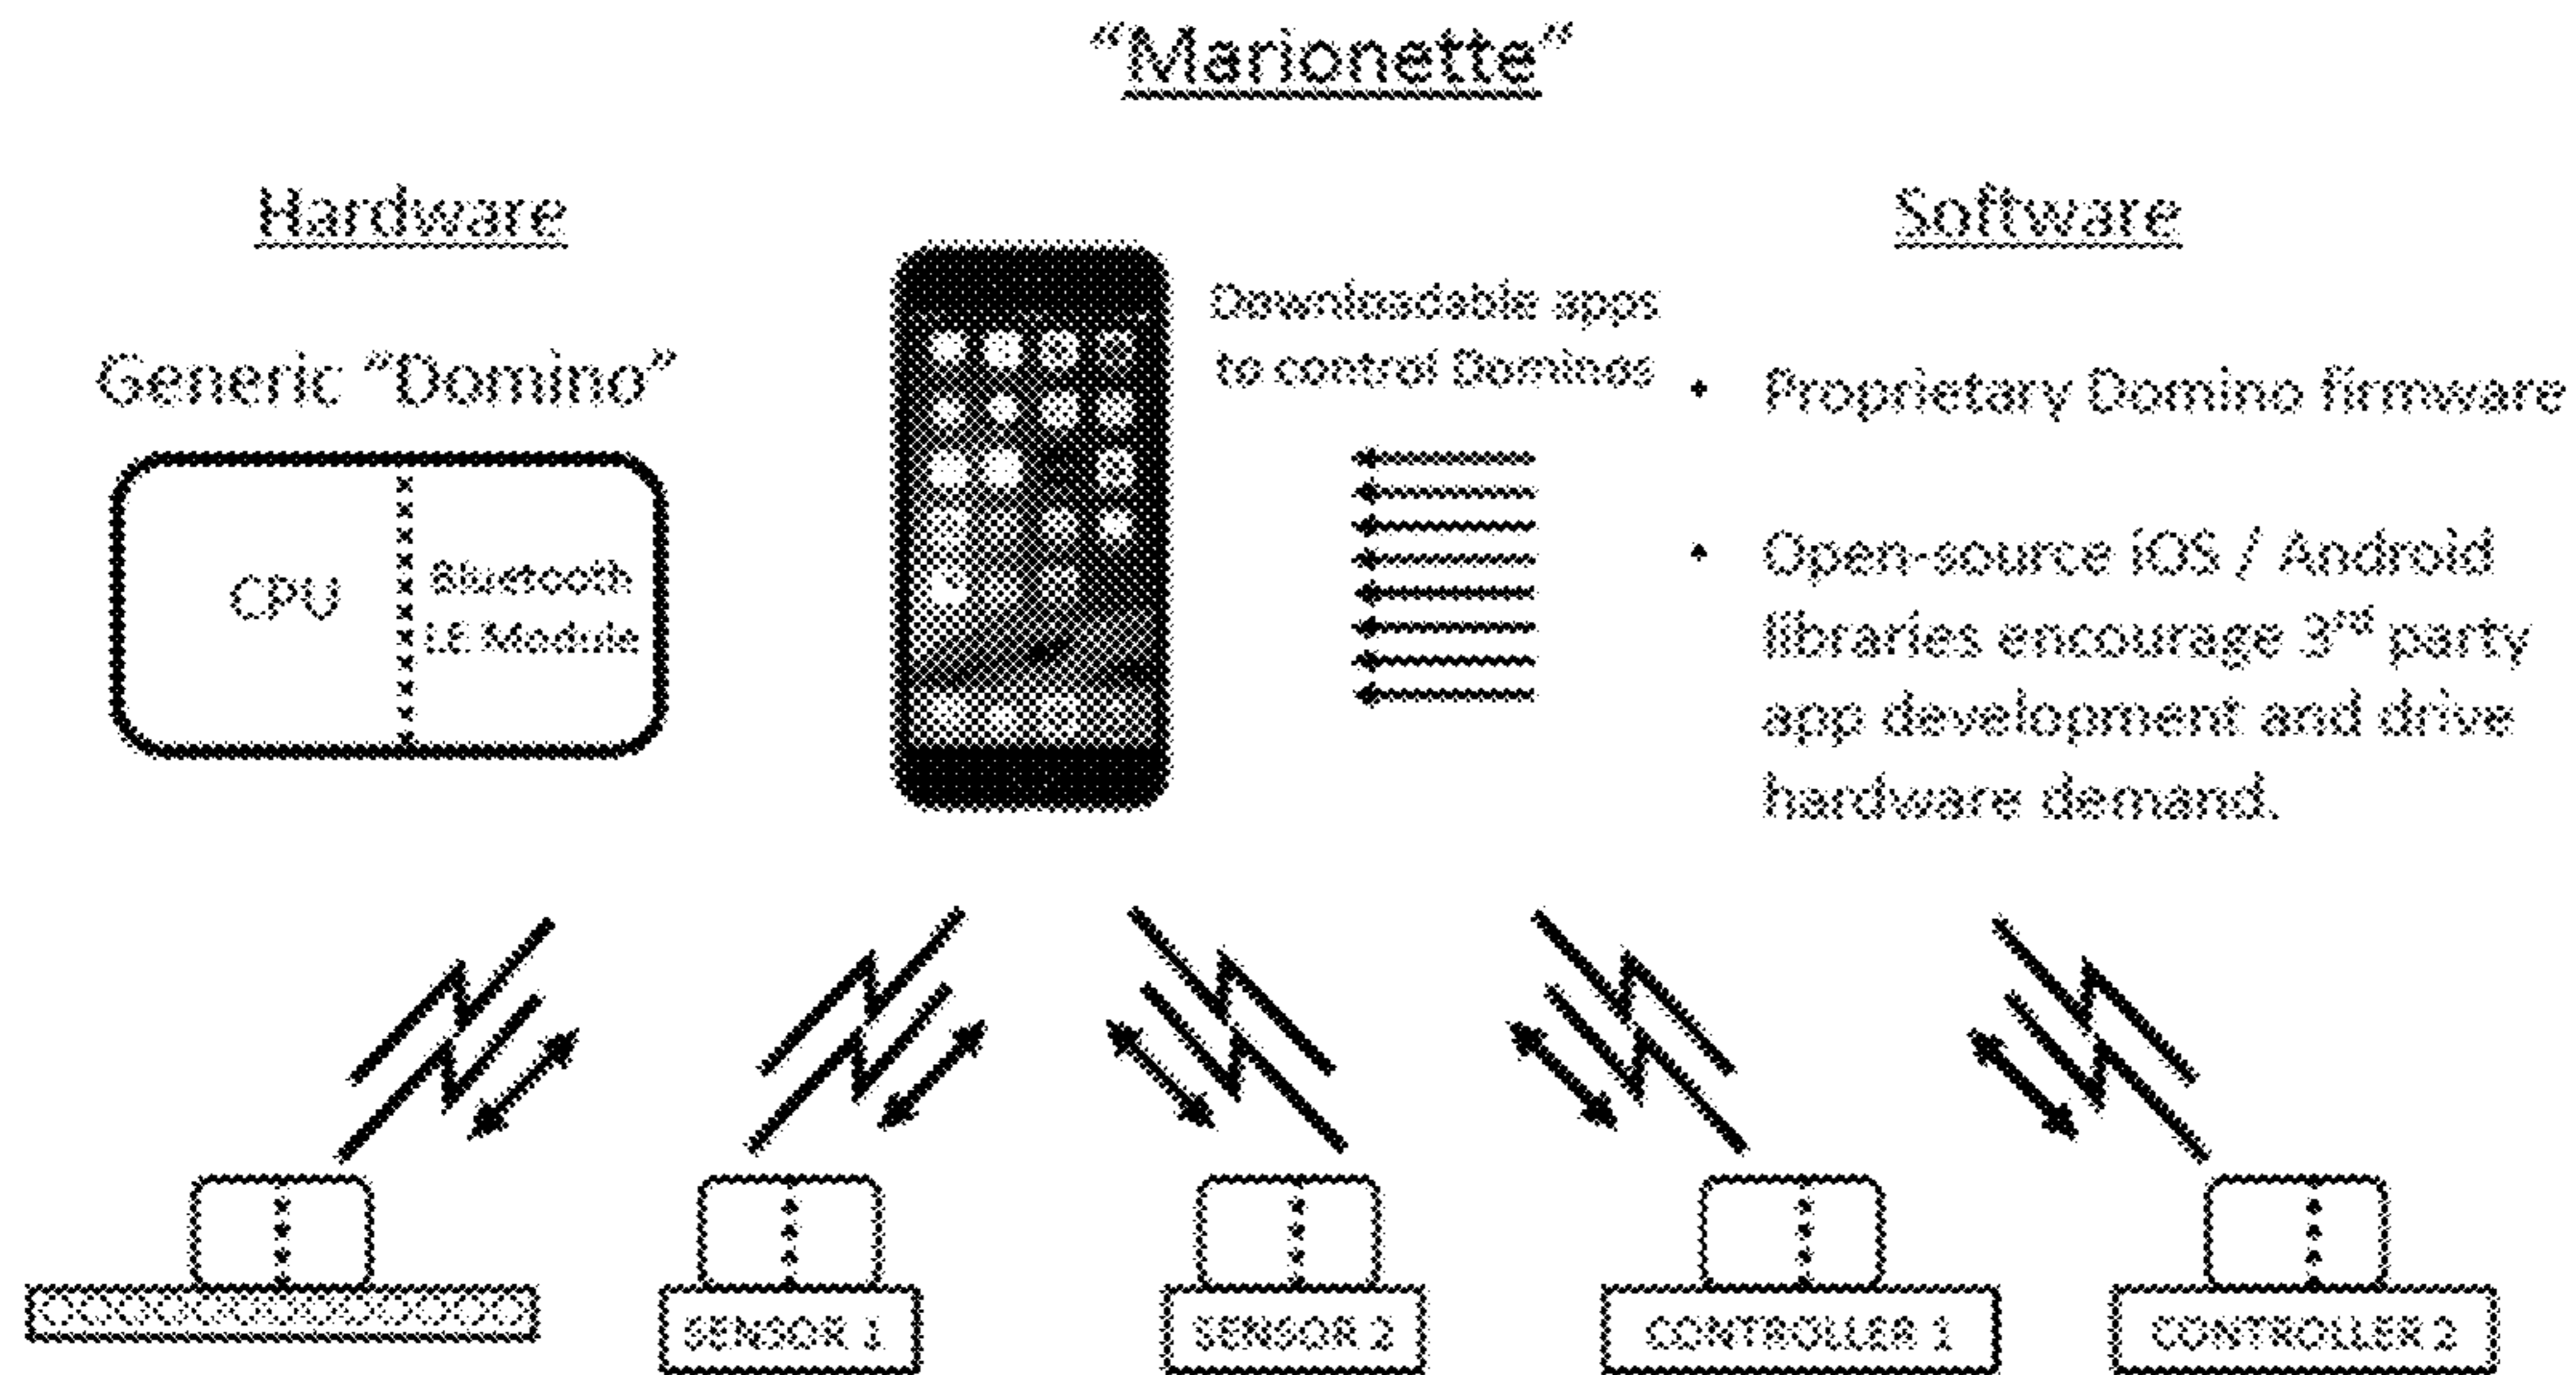 “Marionette”
Hardware
Generic “Domino”
CPU
Bluetooth
LE Module
Downloadable apps
to control Dominos
Software
• Proprietary Domino firmware
• Open-source iOS / Android
libraries encourage 3rd party
app development and drive
hardware demand.
SENSOR 1
SENSOR 2
CONTROLLER 1
CONTROLLER 2